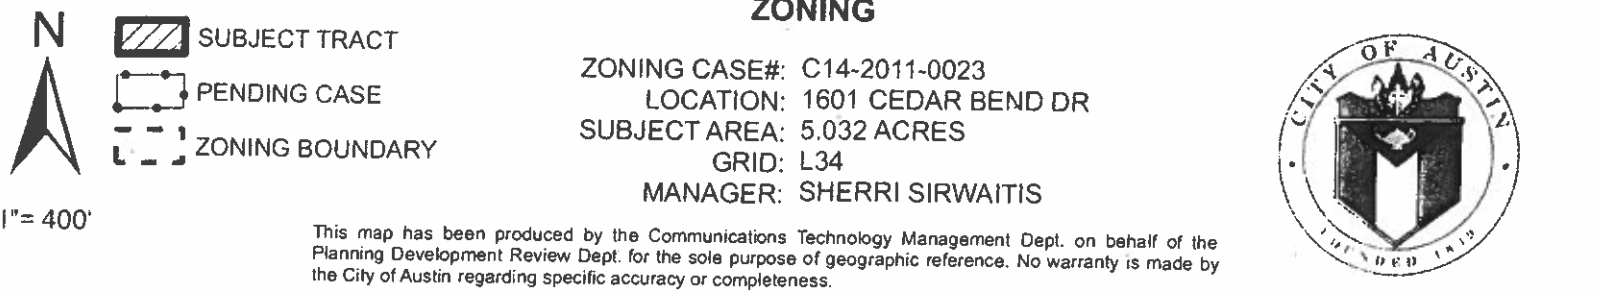 ZONING
N
SUBJECT TRACT
PENDING CASE
ZONING BOUNDARY
1"= 400'
ZONING CASE#: C14-2011-0023
LOCATION: 1601 CEDAR BEND DR
SUBJECT AREA: 5.032 ACRES
GRID: L34
MANAGER: SHERRI SIRWAITIS
This map has been produced by the Communications Technology Management Dept. on behalf of the
Planning Development Review Dept. for the sole purpose of geographic reference. No warranty is made by
the City of Austin regarding specific accuracy or completeness.
CITY OF AUSTIN
FOUNDED 1839